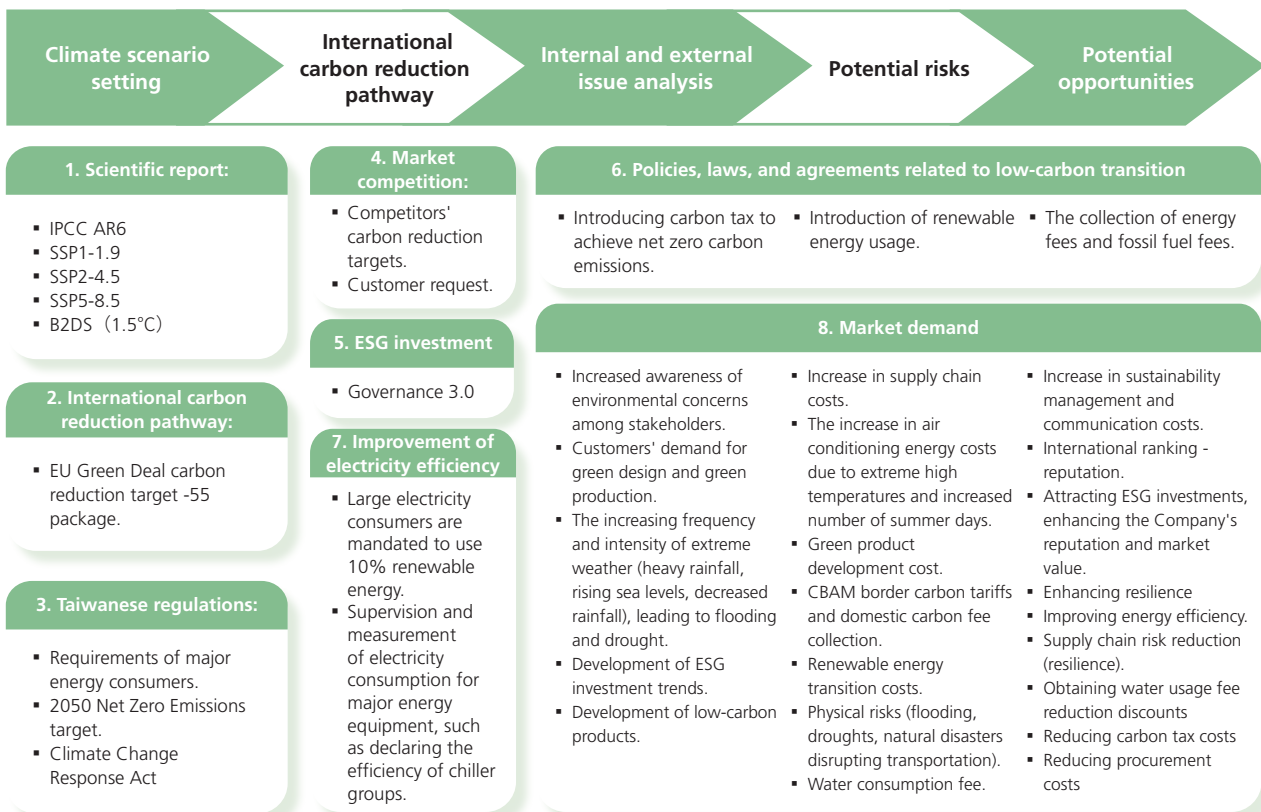 Climate scenario
setting
International
carbon reduction
pathway
Internal and external
issue analysis
Potential risks
Potential
opportunities
1. Scientific report:
▪ IPCC AR6
▪ SSP1-1.9
▪ SSP2-4.5
▪ SSP5-8.5
▪ B2DS（1.5°C）
2. International carbon
reduction pathway:
▪ EU Green Deal carbon
reduction target -55
package.
3. Taiwanese regulations:
▪ Requirements of major
energy consumers.
▪ 2050 Net Zero Emissions
target.
▪ Climate Change
Response Act
4. Market
competition:
▪ Competitors'
carbon reduction
targets.
▪ Customer request.
5. ESG investment
▪ Governance 3.0
7. Improvement of
electricity efficiency
▪ Large electricity
consumers are
mandated to use
10% renewable
energy.
▪ Supervision and
measurement
of electricity
consumption for
major energy
equipment, such
as declaring the
efficiency of chiller
groups.
6. Policies, laws, and agreements related to low-carbon transition
▪ Introducing carbon tax to
achieve net zero carbon
emissions.
▪ Introduction of renewable
energy usage.
▪ The collection of energy
fees and fossil fuel fees.
8. Market demand
▪ Increased awareness of
environmental concerns
among stakeholders.
▪ Customers' demand for
green design and green
production.
▪ The increasing frequency
and intensity of extreme
weather (heavy rainfall,
rising sea levels, decreased
rainfall), leading to flooding
and drought.
▪ Development of ESG
investment trends.
▪ Development of low-carbon
products.
▪ Increase in supply chain
costs.
▪ The increase in air
conditioning energy costs
due to extreme high
temperatures and increased
number of summer days.
▪ Green product
development cost.
▪ CBAM border carbon tariffs
and domestic carbon fee
collection.
▪ Renewable energy
transition costs.
▪ Physical risks (flooding,
droughts, natural disasters
disrupting transportation).
▪ Water consumption fee.
▪ Increase in sustainability
management and
communication costs.
▪ International ranking -
reputation.
▪ Attracting ESG investments,
enhancing the Company's
reputation and market
value.
▪ Enhancing resilience
▪ Improving energy efficiency.
▪ Supply chain risk reduction
(resilience).
▪ Obtaining water usage fee
reduction discounts
▪ Reducing carbon tax costs
▪ Reducing procurement
costs